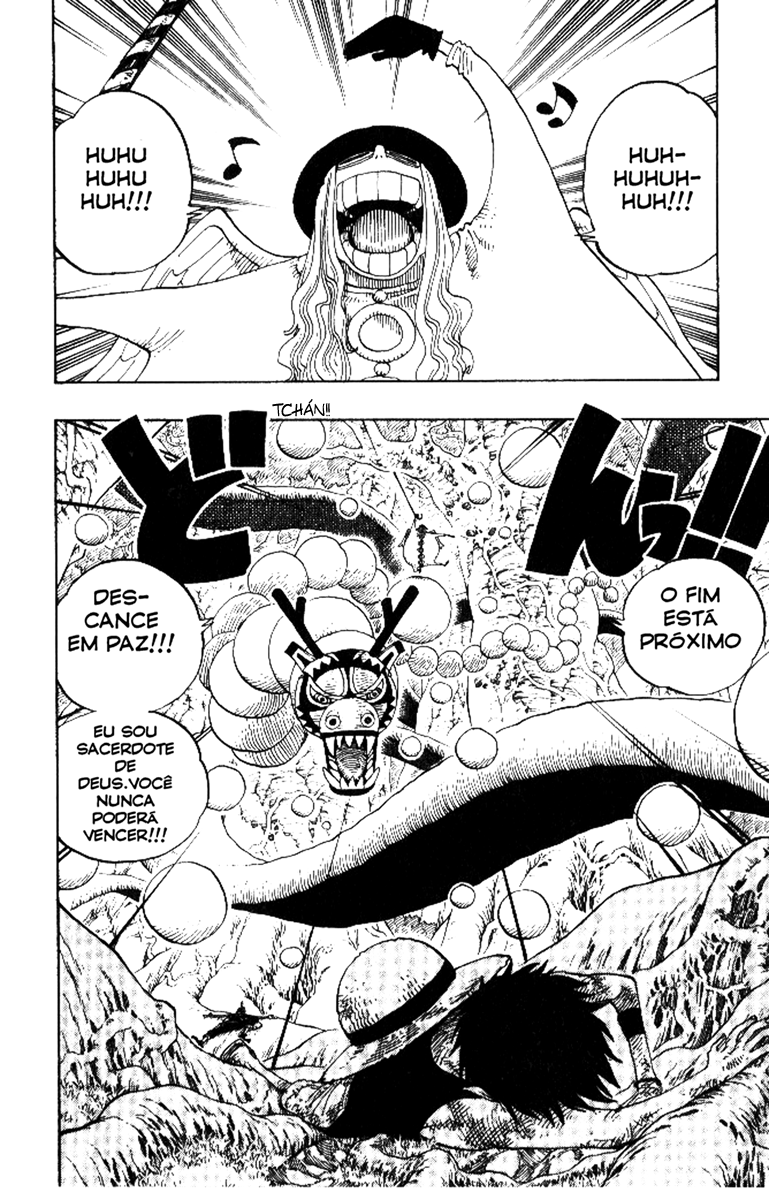 HUH-
HUHUH-
HUH!!!
HUHU
HUHU
HUH!!!
TCHÁN!!
ど
んっ!!
O FIM
ESTÁ
PRÓXIMO
DES-
CANCE
EM PAZ!!!
EU SOU
SACERDOTE
DE
DEUS.VOCÊ
NUNCA
PODERÁ
VENCER!!!